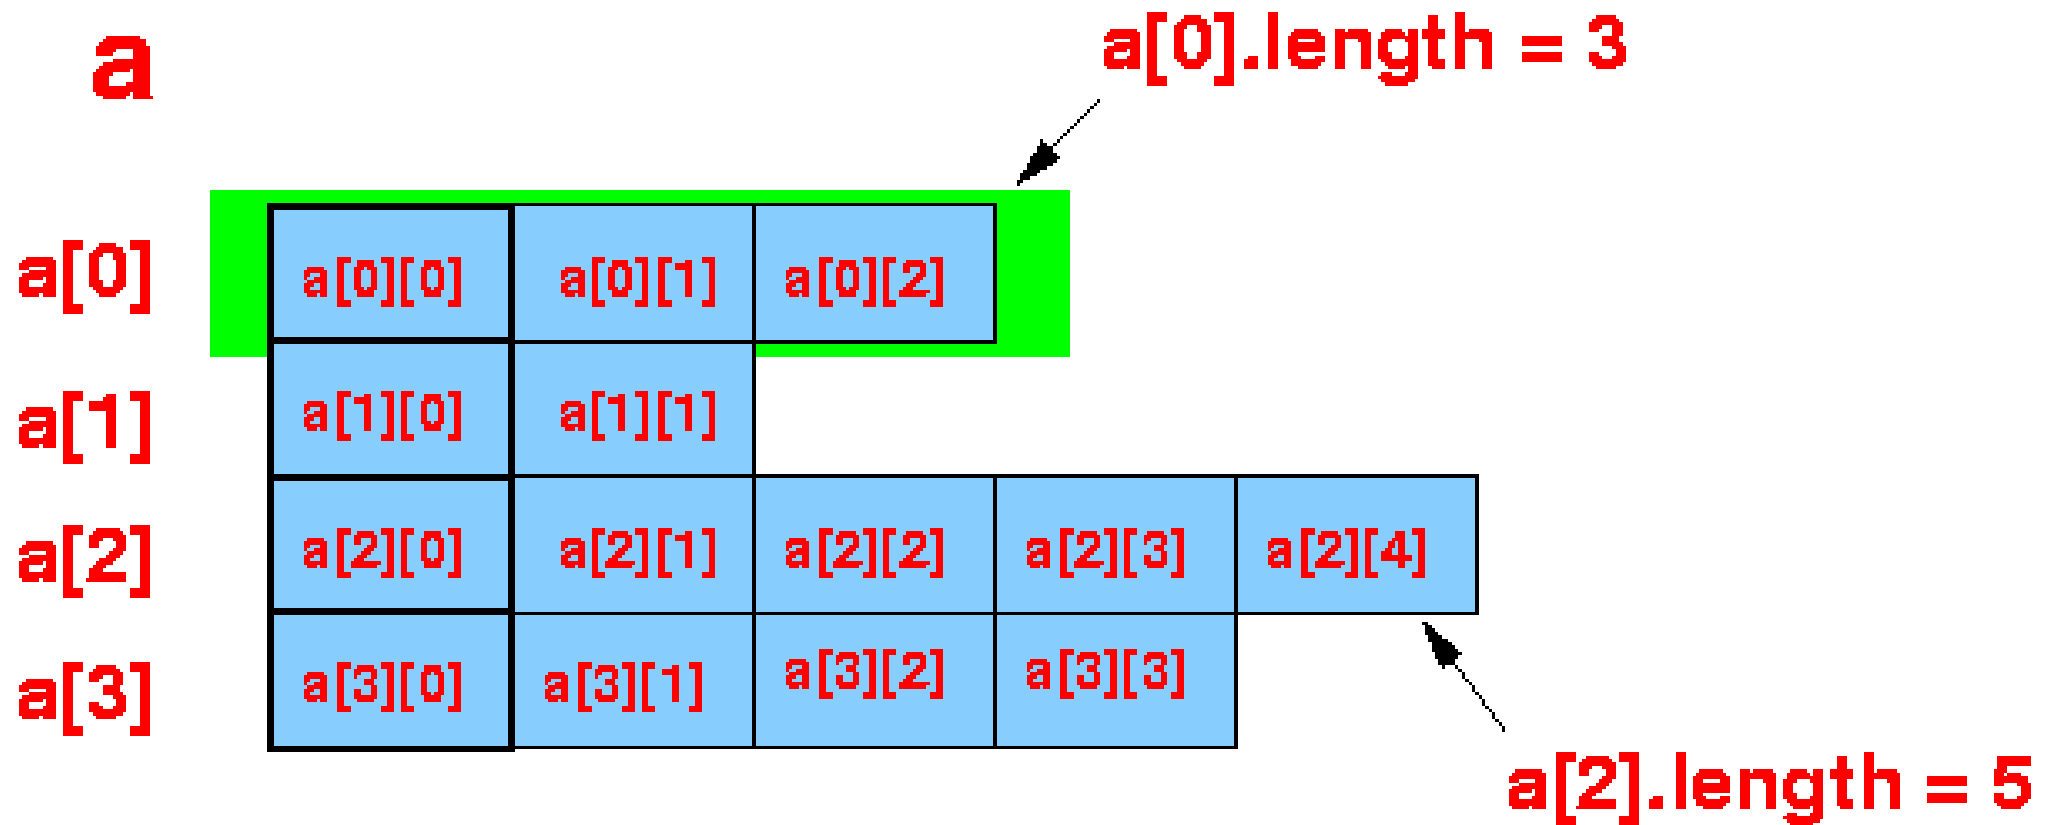 a
a[0].length = 3
a[0] a[0][0] a[0][1] a[0][2]
a[1] a[1][0] a[1][1]
a[2] a[2][0] a[2][1] a[2][2] a[2][3] a[2][4]
a[3] a[3][0] a[3][1] a[3][2] a[3][3]
a[2].length = 5